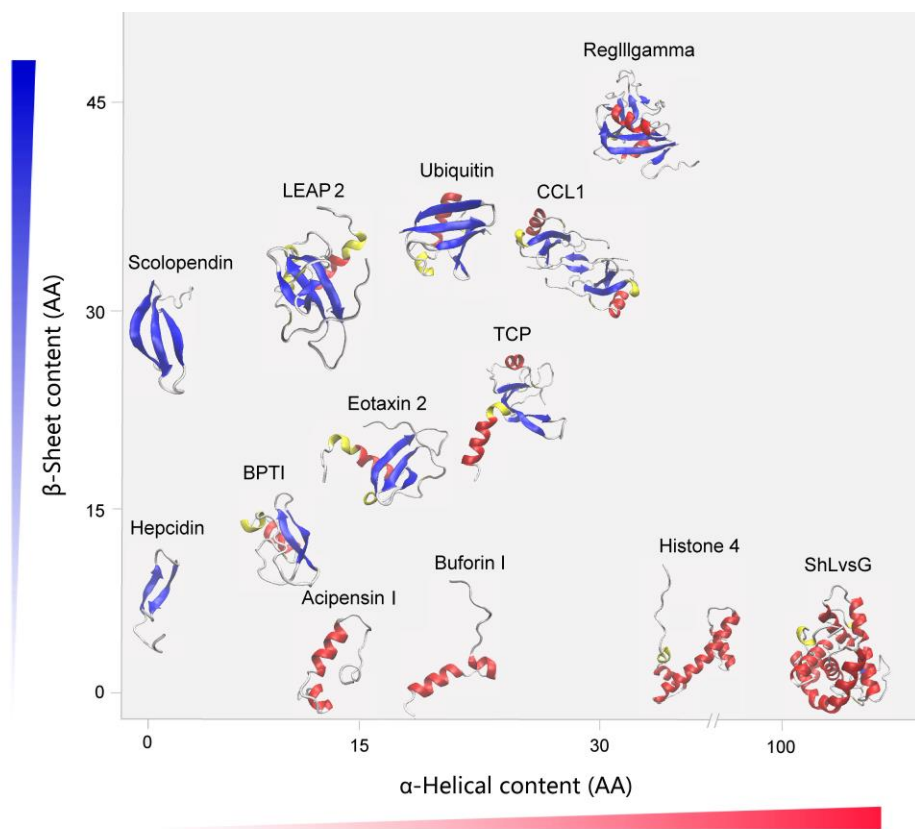 RegIIIgamma
45
Ubiquitin
LEAP 2
CCL1
Scolopendin
30
TCP
Eotaxin 2
BPTI
15
Hepcidin
Buforin I
Histone 4
ShLvsG
Acipensin I
0
0
15
30
100
β-Sheet content (AA)
α-Helical content (AA)